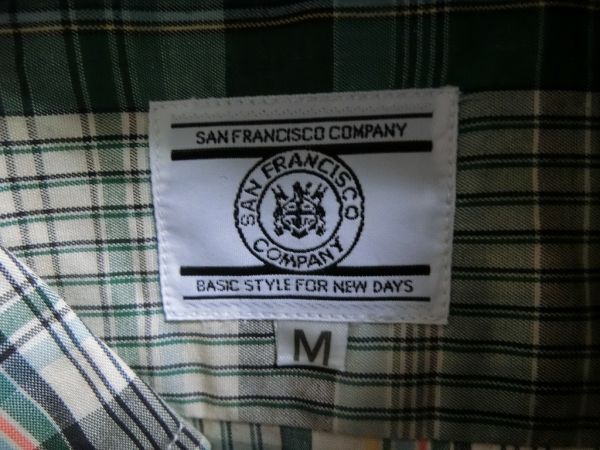 SAN FRANCISCO COMPANY
SAN FRANCISCO
COMPANY
BASIC STYLE FOR NEW DAYS
M